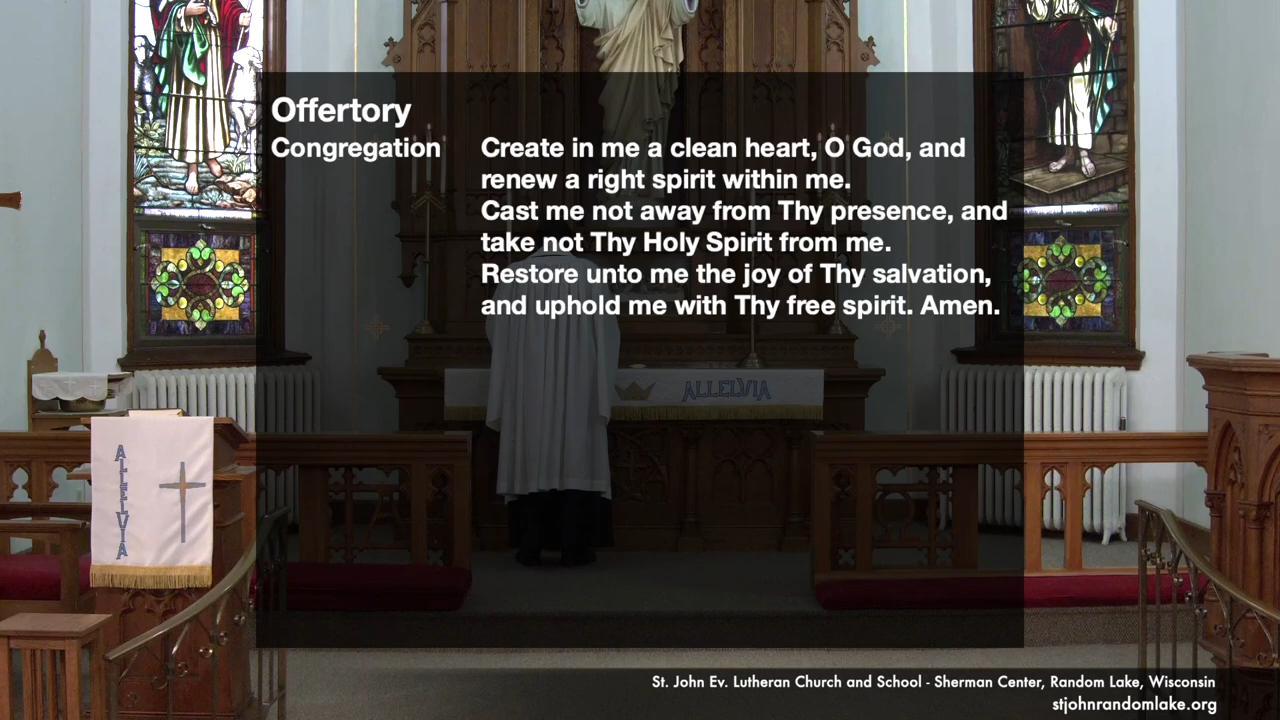 Offertory
Congregation Create in me a clean heart, O God, and
renew a right spirit within me.
Cast me not away from Thy presence, and
take not Thy Holy Spirit from me.
Restore unto me the joy of Thy salvation,
and uphold me with Thy free spirit. Amen.
ALLELVIA
ALLELVIA
St. John Ev. Lutheran Church and School - Sherman Center, Random Lake, Wisconsin
stjohnrandomlake.org